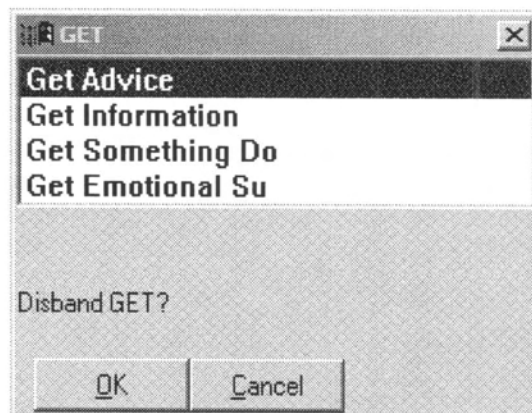 GET
Get Advice
Get Information
Get Something Do
Get Emotional Su
Disband GET?
OK Cancel